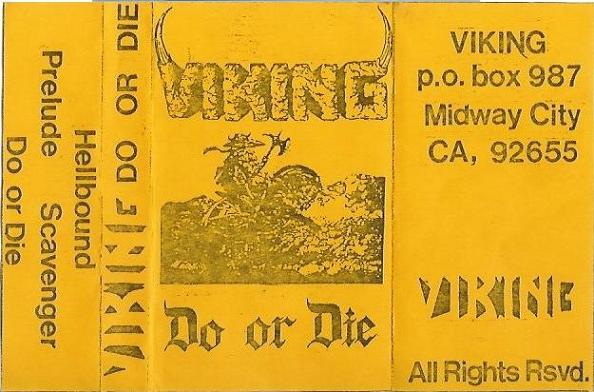 Hellbound
Prelude Scavenger
Do or Die
VIKING DO OR DIE
VIKING
Do or Die
VIKING
p.o. box 987
Midway City
CA, 92655
VIKING
All Rights Rsvd.